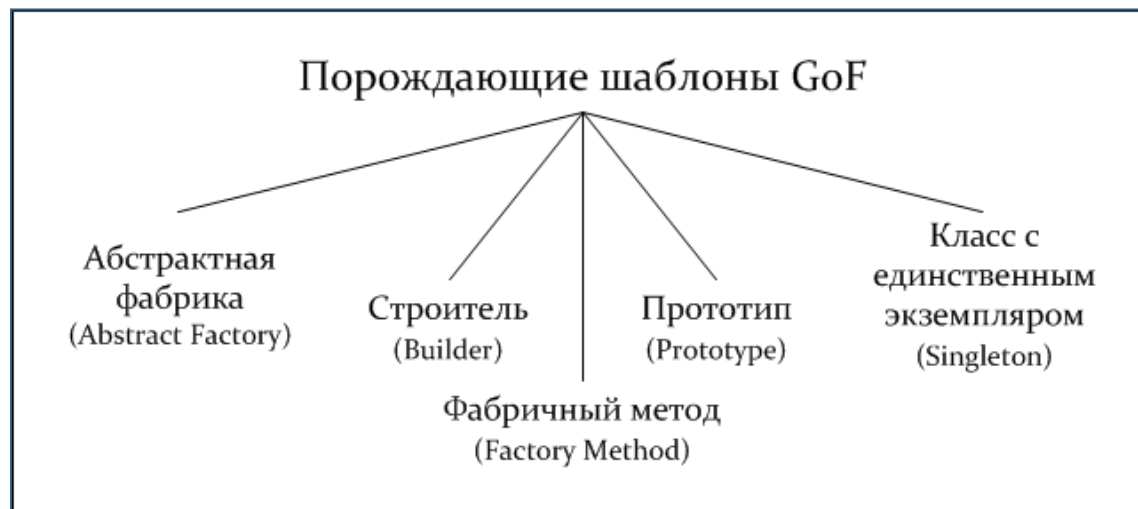 Порождающие шаблоны GoF
Абстрактная
фабрика
(Abstract Factory)
Строитель
(Builder)
Фабричный метод
(Factory Method)
Прототип
(Prototype)
Класс с
единственным
экземпляром
(Singleton)